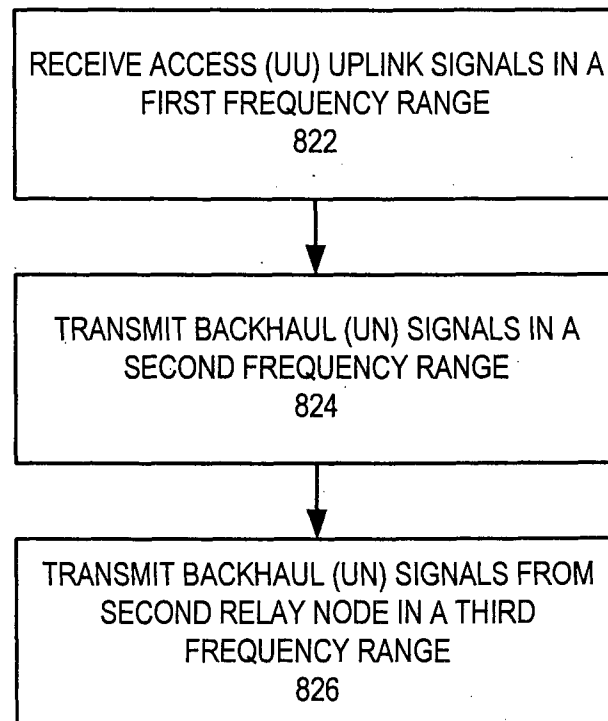 RECEIVE ACCESS (UU) UPLINK SIGNALS IN A
FIRST FREQUENCY RANGE
822
TRANSMIT BACKHAUL (UN) SIGNALS IN A
SECOND FREQUENCY RANGE
824
TRANSMIT BACKHAUL (UN) SIGNALS FROM
SECOND RELAY NODE IN A THIRD
FREQUENCY RANGE
826